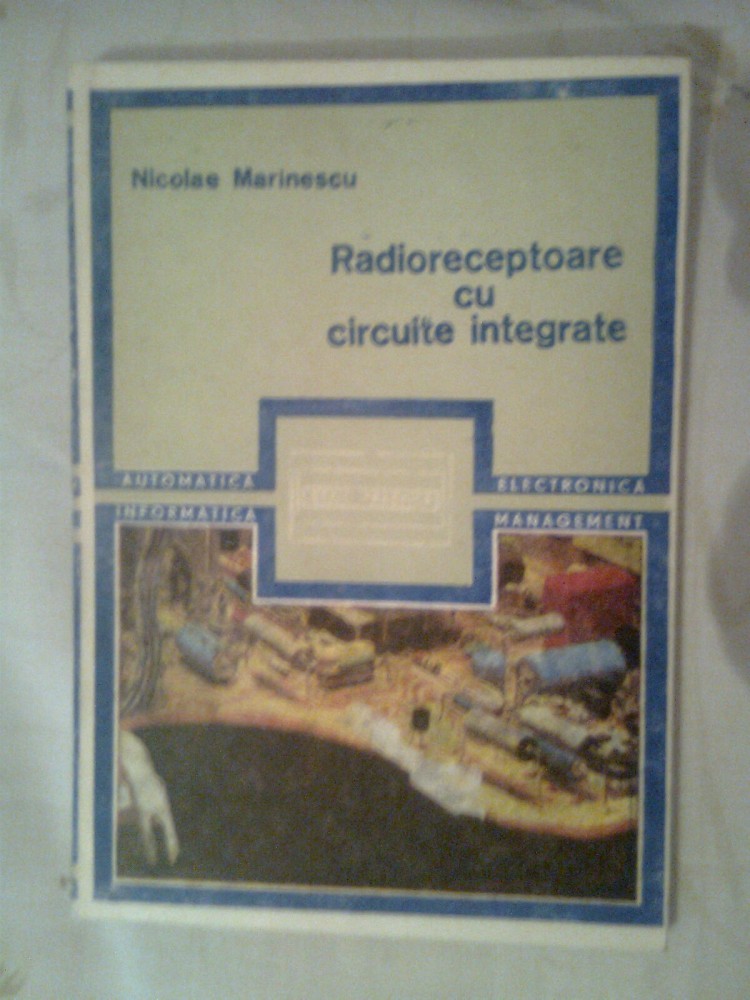 Nicolae Marinescu
Radioreceptoare
cu
circuite integrate
AUTOMATICA
ELECTRONICA
INFORMATICA
MANAGEMENT